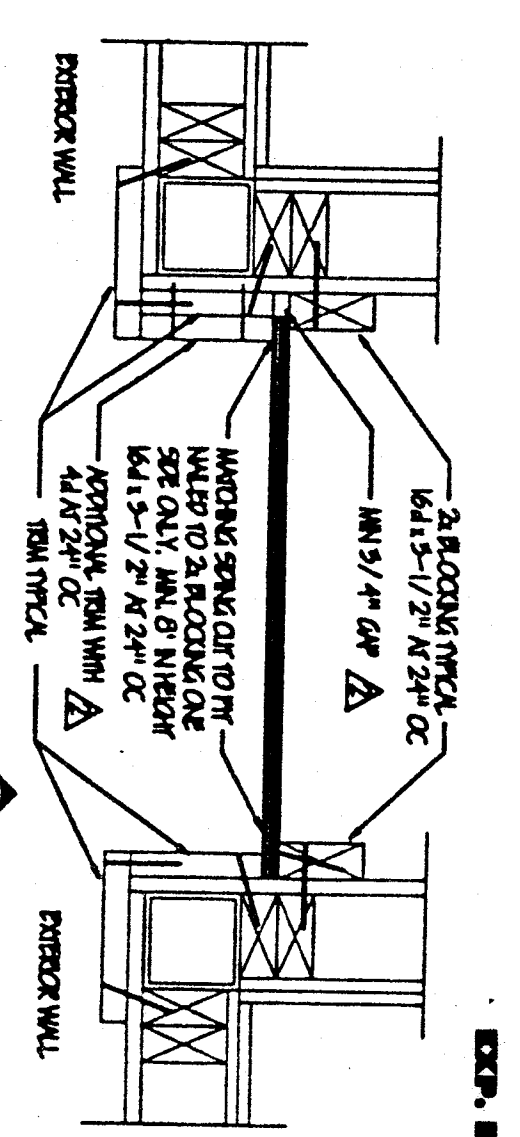 EXP.
2x BLOCKING TYPICAL
16d x 3-1/2" AT 24" OC
MIN 3/4" GAP
2
MATCHING SIDING CUT TO FIT
NAILED TO 2x BLOCKING ONE
SIDE ONLY. MIN. 8' IN HEIGHT
16d x 3-1/2" AT 24" OC
ADDITIONAL TRIM WITH
4d AT 24" OC
2
TRIM TYPICAL
EXTERIOR WALL
EXTERIOR WALL